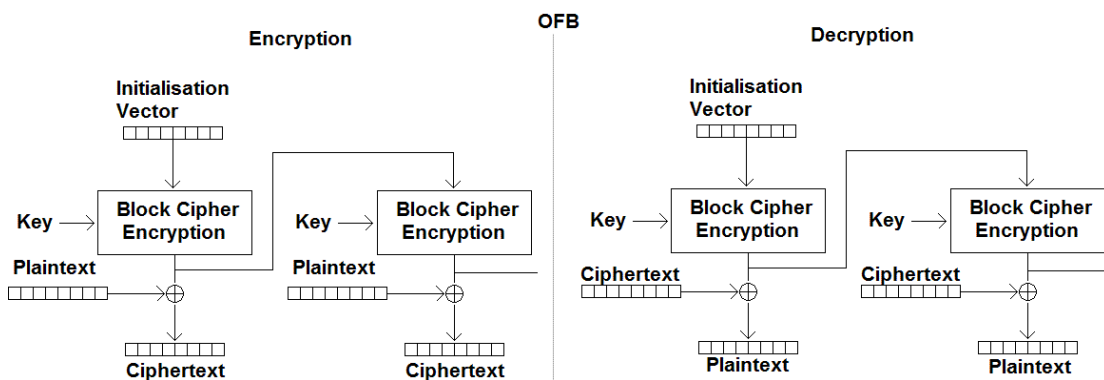 OFB
Encryption
Initialisation
Vector
Key
Block Cipher
Encryption
Key
Block Cipher
Encryption
Plaintext
Plaintext
Ciphertext
Ciphertext
Decryption
Initialisation
Vector
Key
Block Cipher
Encryption
Key
Block Cipher
Encryption
Ciphertext
Ciphertext
Plaintext
Plaintext